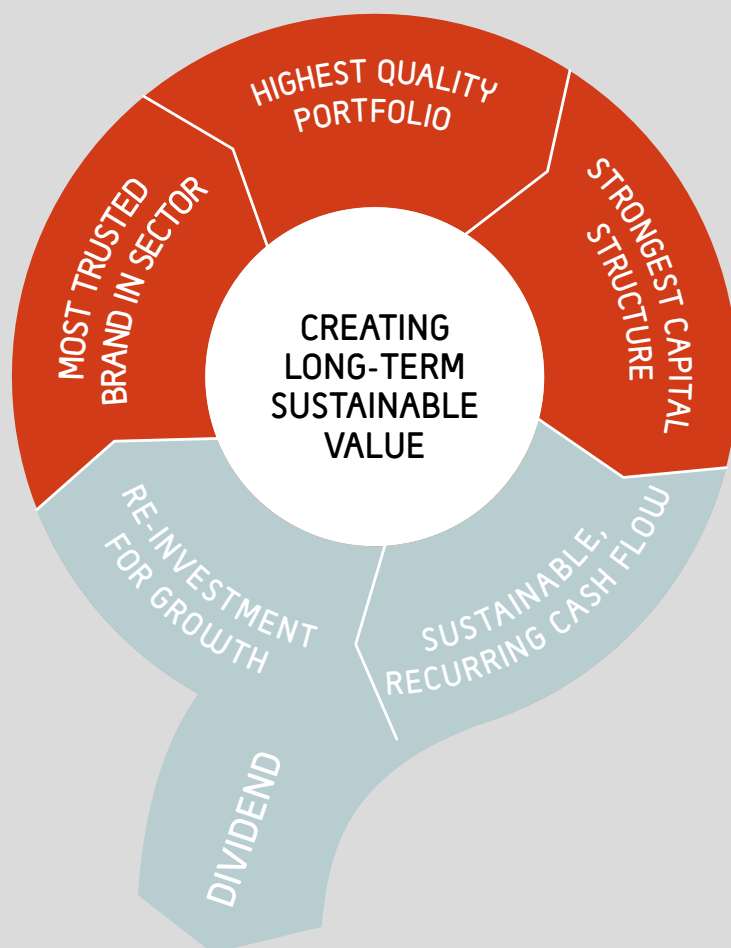 HIGHEST QUALITY
PORTFOLIO
STRONGEST CAPITAL
STRUCTURE
MOST TRUSTED
BRAND IN SECTOR
CREATING
LONG-TERM
SUSTAINABLE
VALUE
RE-INVESTMENT
FOR GROWTH
SUSTAINABLE,
RECURRING CASH FLOW
DIVIDEND